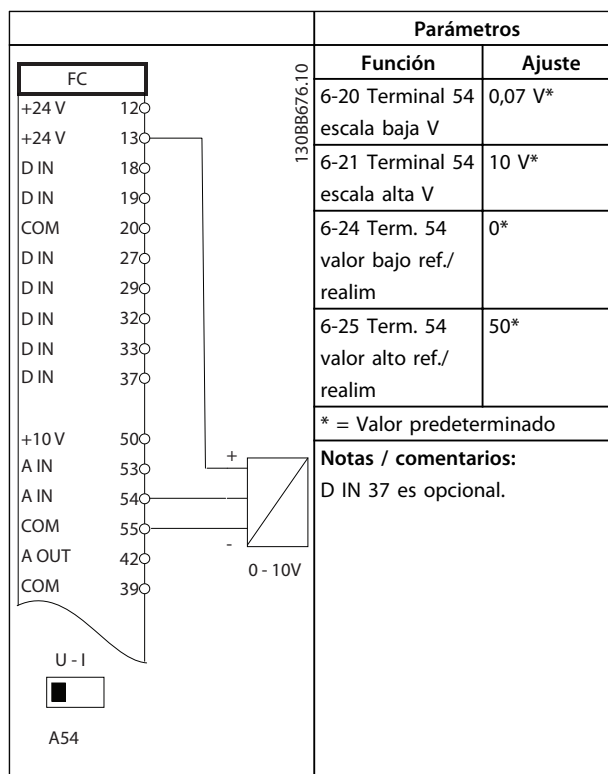 Parámetros
Función Ajuste
6-20 Terminal 54 0,07 V*
escala baja V
6-21 Terminal 54 10 V*
escala alta V
6-24 Term. 54 0*
valor bajo ref./
realim
6-25 Term. 54 50*
valor alto ref./
realim
* = Valor predeterminado
Notas / comentarios:
D IN 37 es opcional.
FC
130BB676.10
+24 V 12
+24 V 13
D IN 18
D IN 19
COM 20
D IN 27
D IN 29
D IN 32
D IN 33
D IN 37
+10 V 50
A IN 53
A IN 54
COM 55
A OUT 42
COM 39
+
-
0 - 10V
U - I
A54